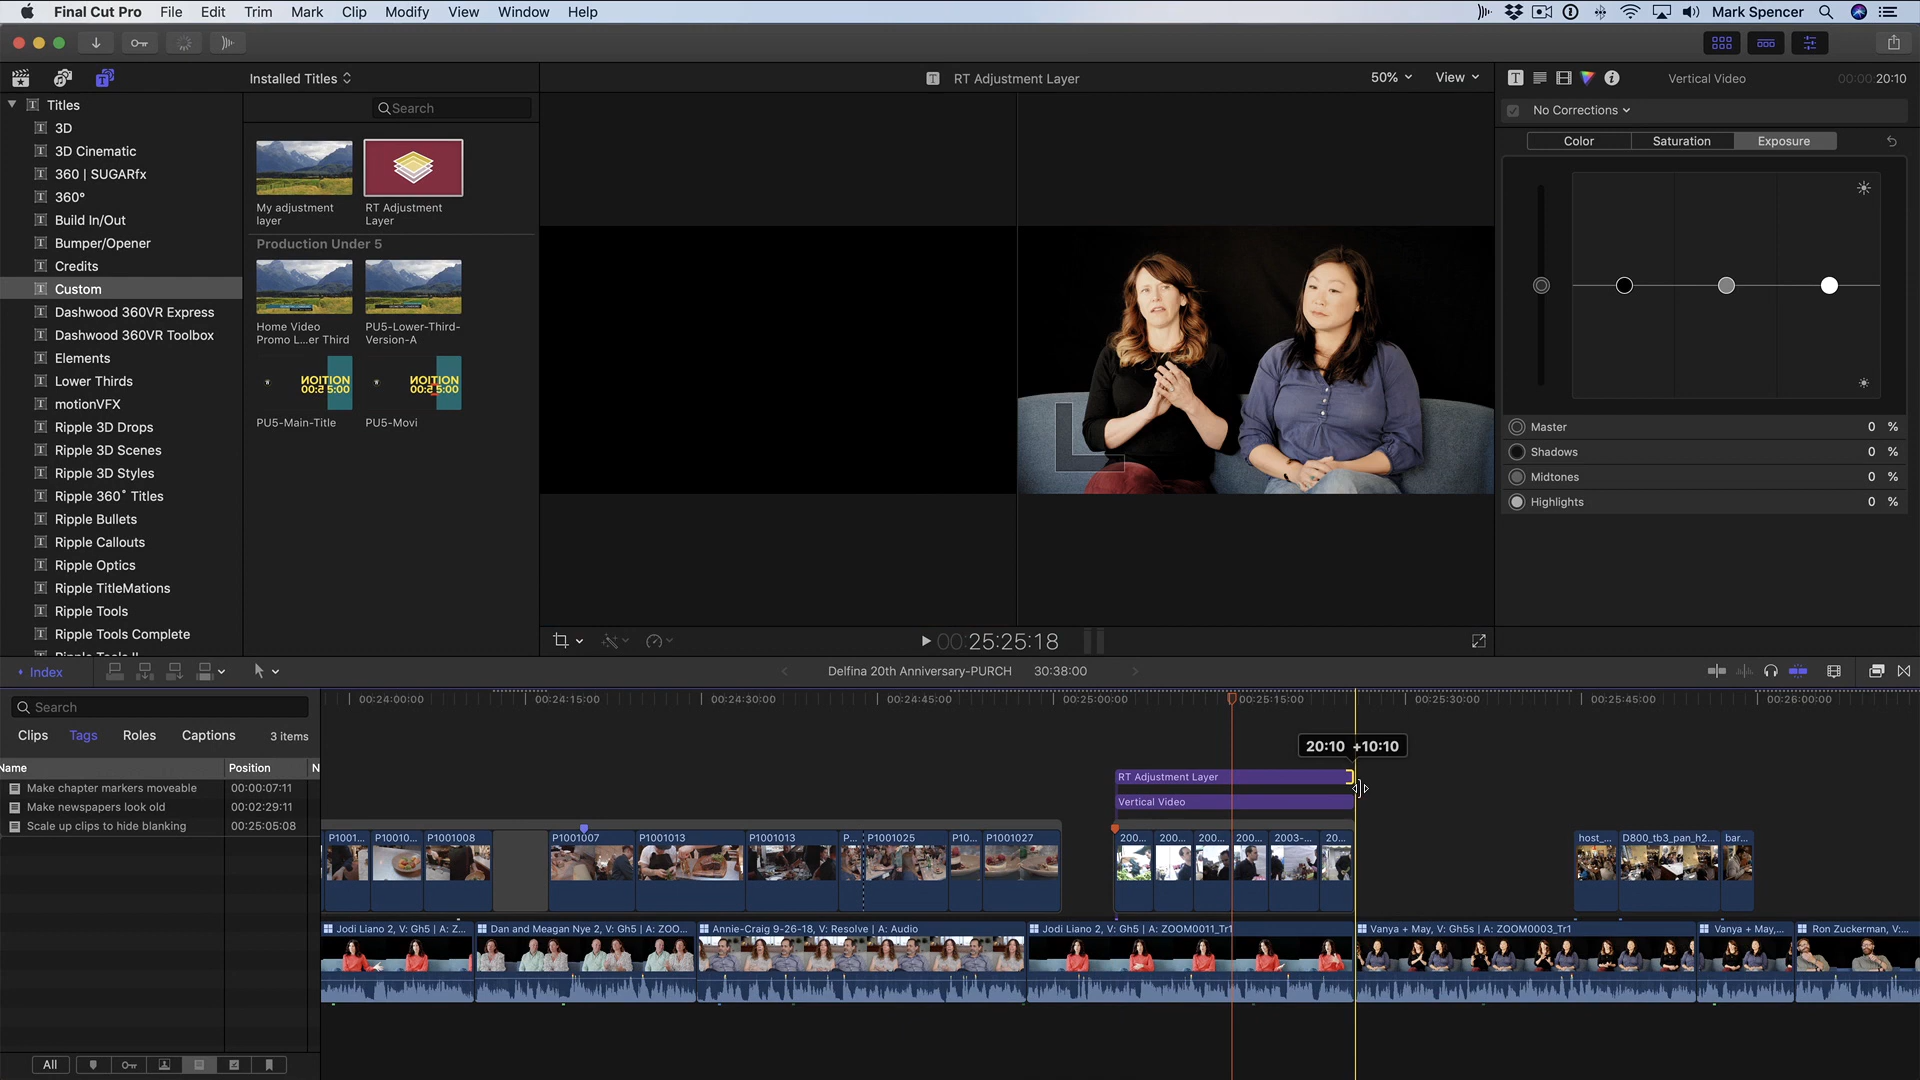 Final Cut Pro File Edit Trim Mark Clip Modify View Window Help Mark Spencer
Installed Titles
RT Adjustment Layer
50% View
Vertical Video 00:00:20:10
Titles
Search
No Corrections
3D
3D Cinematic
360 | SUGARfx
360°
Build In/Out
Bumper/Opener
Credits
Custom
Dashwood 360VR Express
Dashwood 360VR Toolbox
Elements
Lower Thirds
motionVFX
Ripple 3D Drops
Ripple 3D Scenes
Ripple 3D Styles
Ripple 360° Titles
Ripple Bullets
Ripple Callouts
Ripple Optics
Ripple TitleMations
Ripple Tools
Ripple Tools Complete
My adjustment layer
RT Adjustment Layer
Production Under 5
Home Video Promo L...er Third
PU5-Lower-Third-Version-A
PU5-Main-Title
PU5-Movi
Color Saturation Exposure
Master 0 %
Shadows 0 %
Midtones 0 %
Highlights 0 %
00:25:25:18
Index
Delfina 20th Anniversary-PURCH 30:38:00
Search
Clips Tags Roles Captions 3 items
Name Position N
Make chapter markers moveable 00:00:07:11
Make newspapers look old 00:02:29:11
Scale up clips to hide blanking 00:25:05:08
All
00:24:00:00 00:24:15:00 00:24:30:00 00:24:45:00 00:25:00:00 00:25:15:00 00:25:30:00 00:25:45:00 00:26:00:00
20:10 +10:10
RT Adjustment Layer
Vertical Video
P1001... P10010... P1001008 P1001007 P1001013 P1001013 P... P1001025 P10... P1001027 200... 200... 200... 200... 2003-... 20... host_... D800_tb3_pan_h2... bar...
Jodi Liano 2, V: Gh5 | A: Z... Dan and Meagan Nye 2, V: Gh5 | A: ZOO... Annie-Craig 9-26-18, V: Resolve | A: Audio Jodi Liano 2, V: Gh5 | A: ZOOM0011_Tr1 Vanya + May, V: Gh5s | A: ZOOM0003_Tr1 Vanya + May,... Ron Zuckerman, V:...